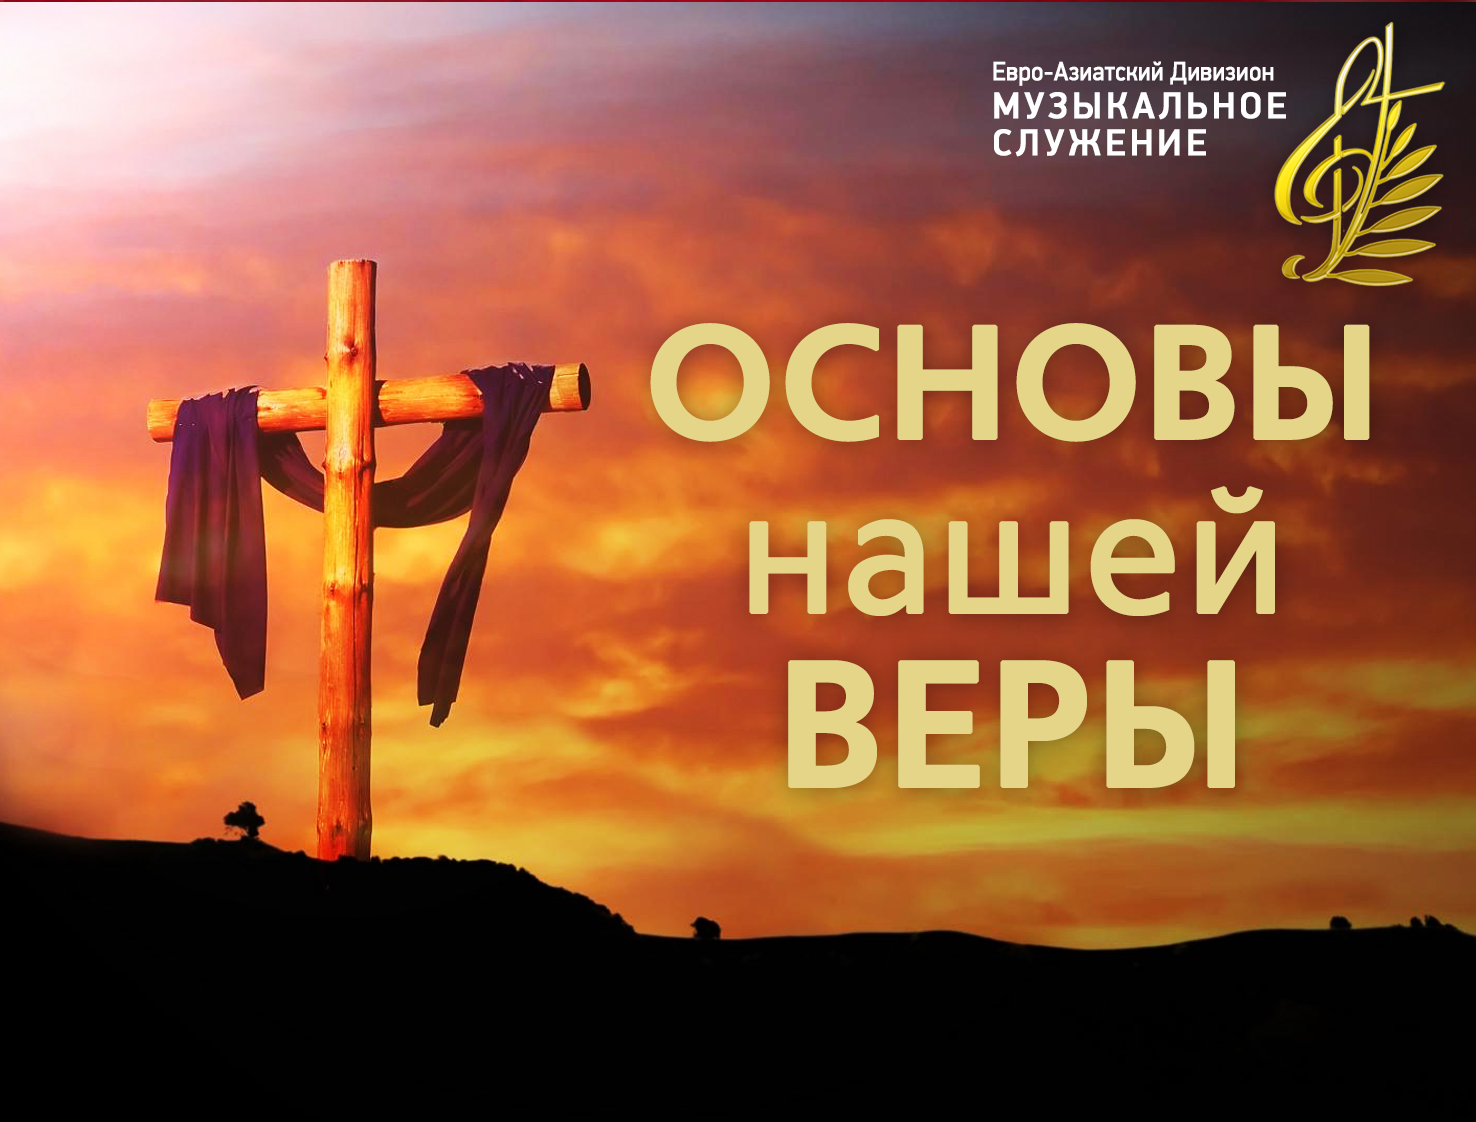 Евро-Азиатский Дивизион
МУЗЫКАЛЬНОЕ
СЛУЖЕНИЕ
ОСНОВЫ
нашей
ВЕРЫ